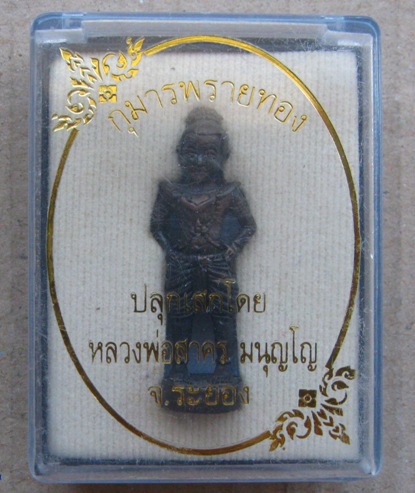 กุมารพรายทอง
ปลุกเสกโดย
หลวงพ่อสาคร มนุญโญ
จ.ระยอง